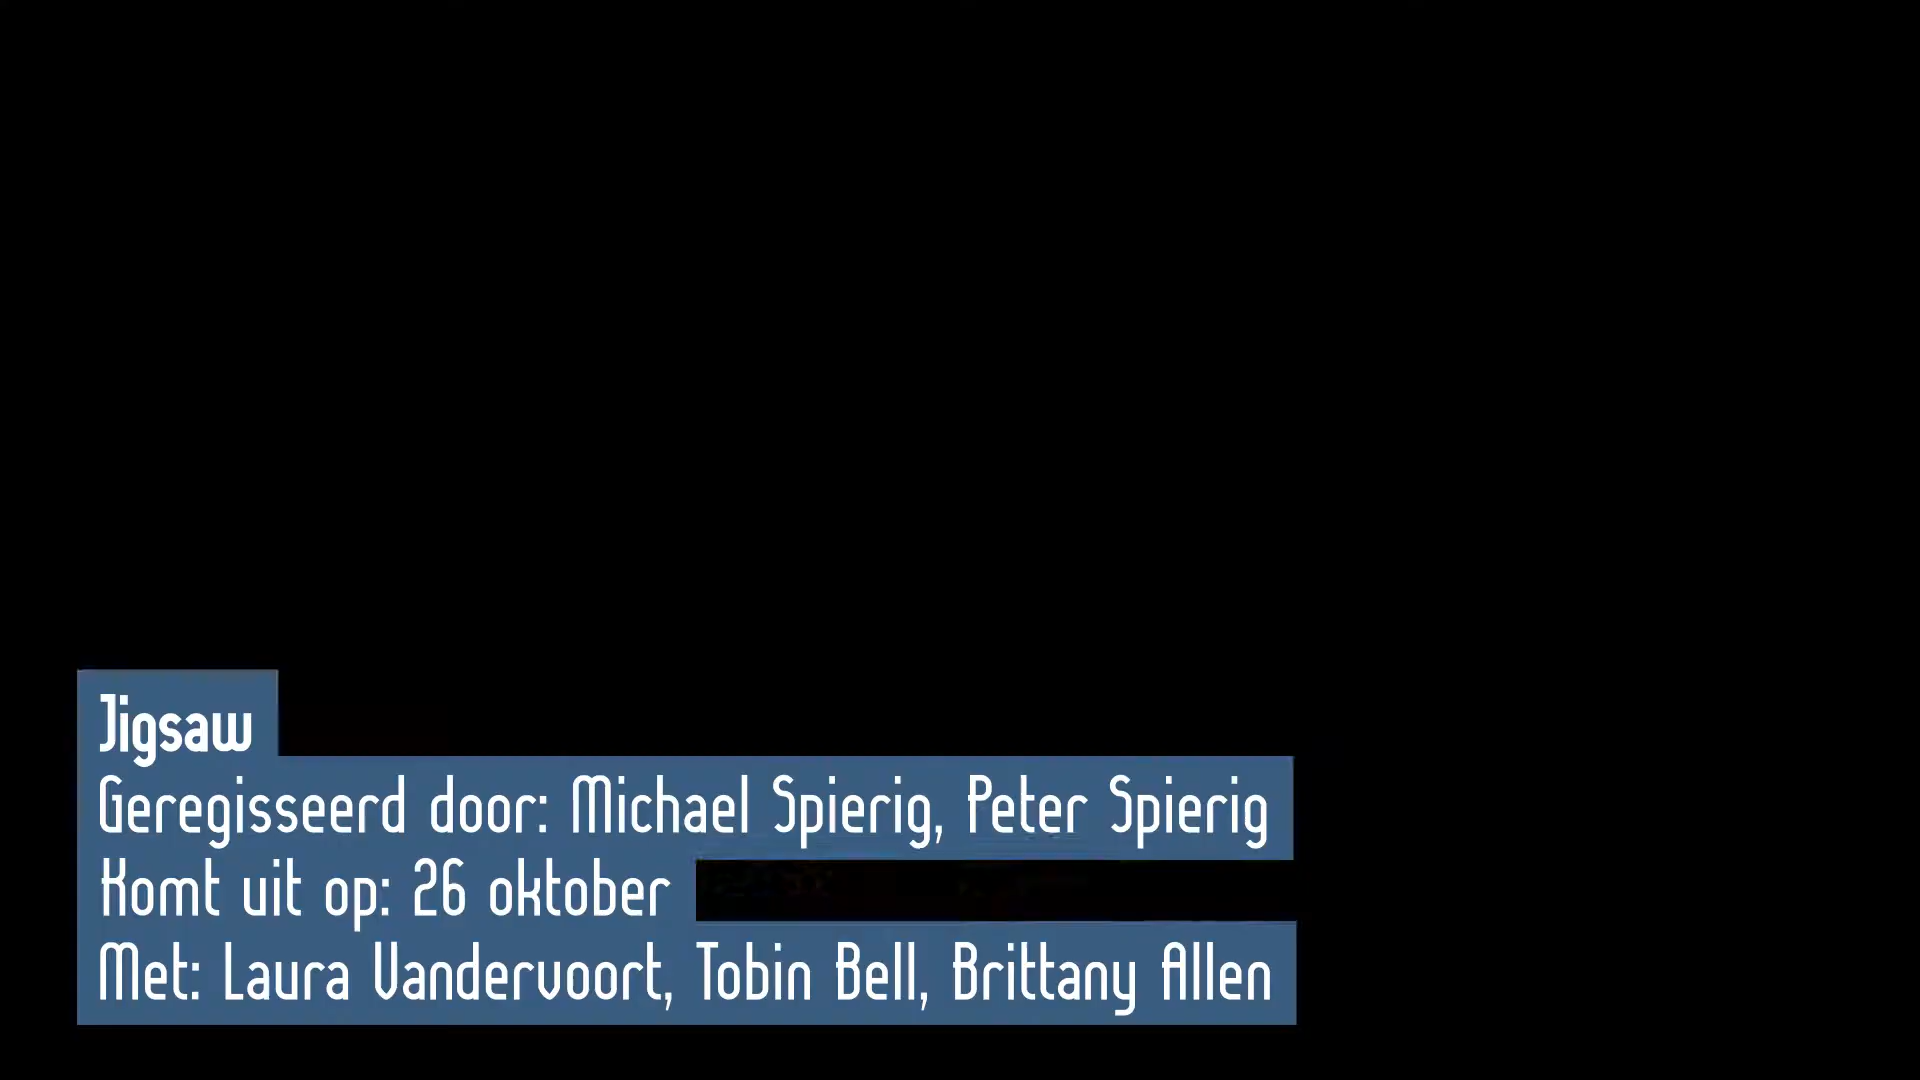 Jigsaw
Geregisseerd door: Michael Spierig, Peter Spierig
Komt uit op: 26 oktober
Met: Laura Vandervoort, Tobin Bell, Brittany Allen